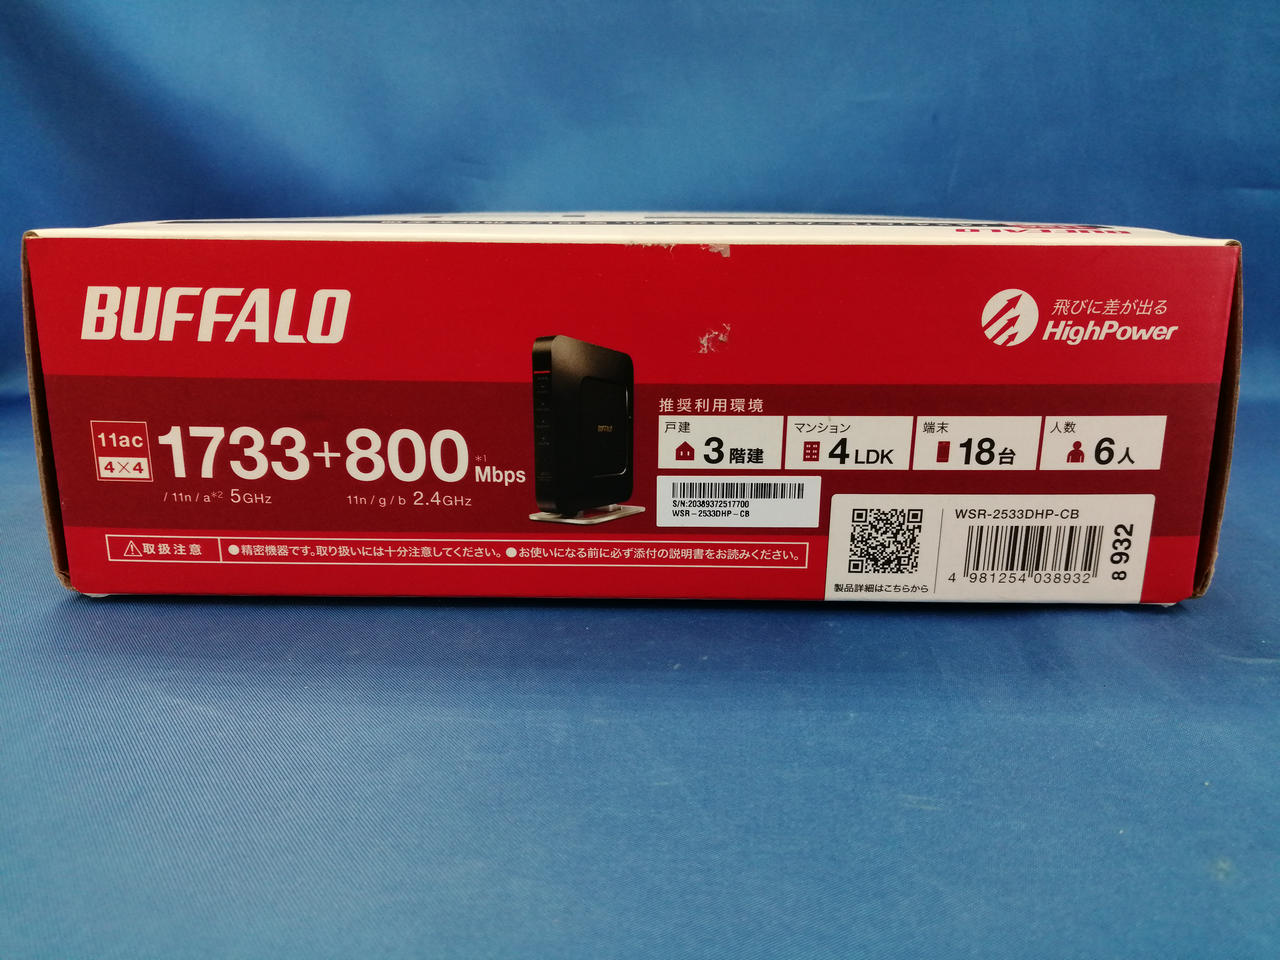 BUFFALO
BUFFALO
飛びに差が出る
HighPower
11ac
4×4
1733+800 *1 Mbps
/ 11n / a*2 5GHz
11n / g / b 2.4GHz
BUFFALO
推奨利用環境
戸建
3階建
マンション
4LDK
端末
18台
人数
6人
S/N:20389372517700
WSR-2533DHP-CB
取扱注意
●精密機器です。取り扱いには十分注意してください。 ●お使いになる前に必ず添付の説明書をお読みください。
製品詳細はこちらから
WSR-2533DHP-CB
4 981254 038932
8 932